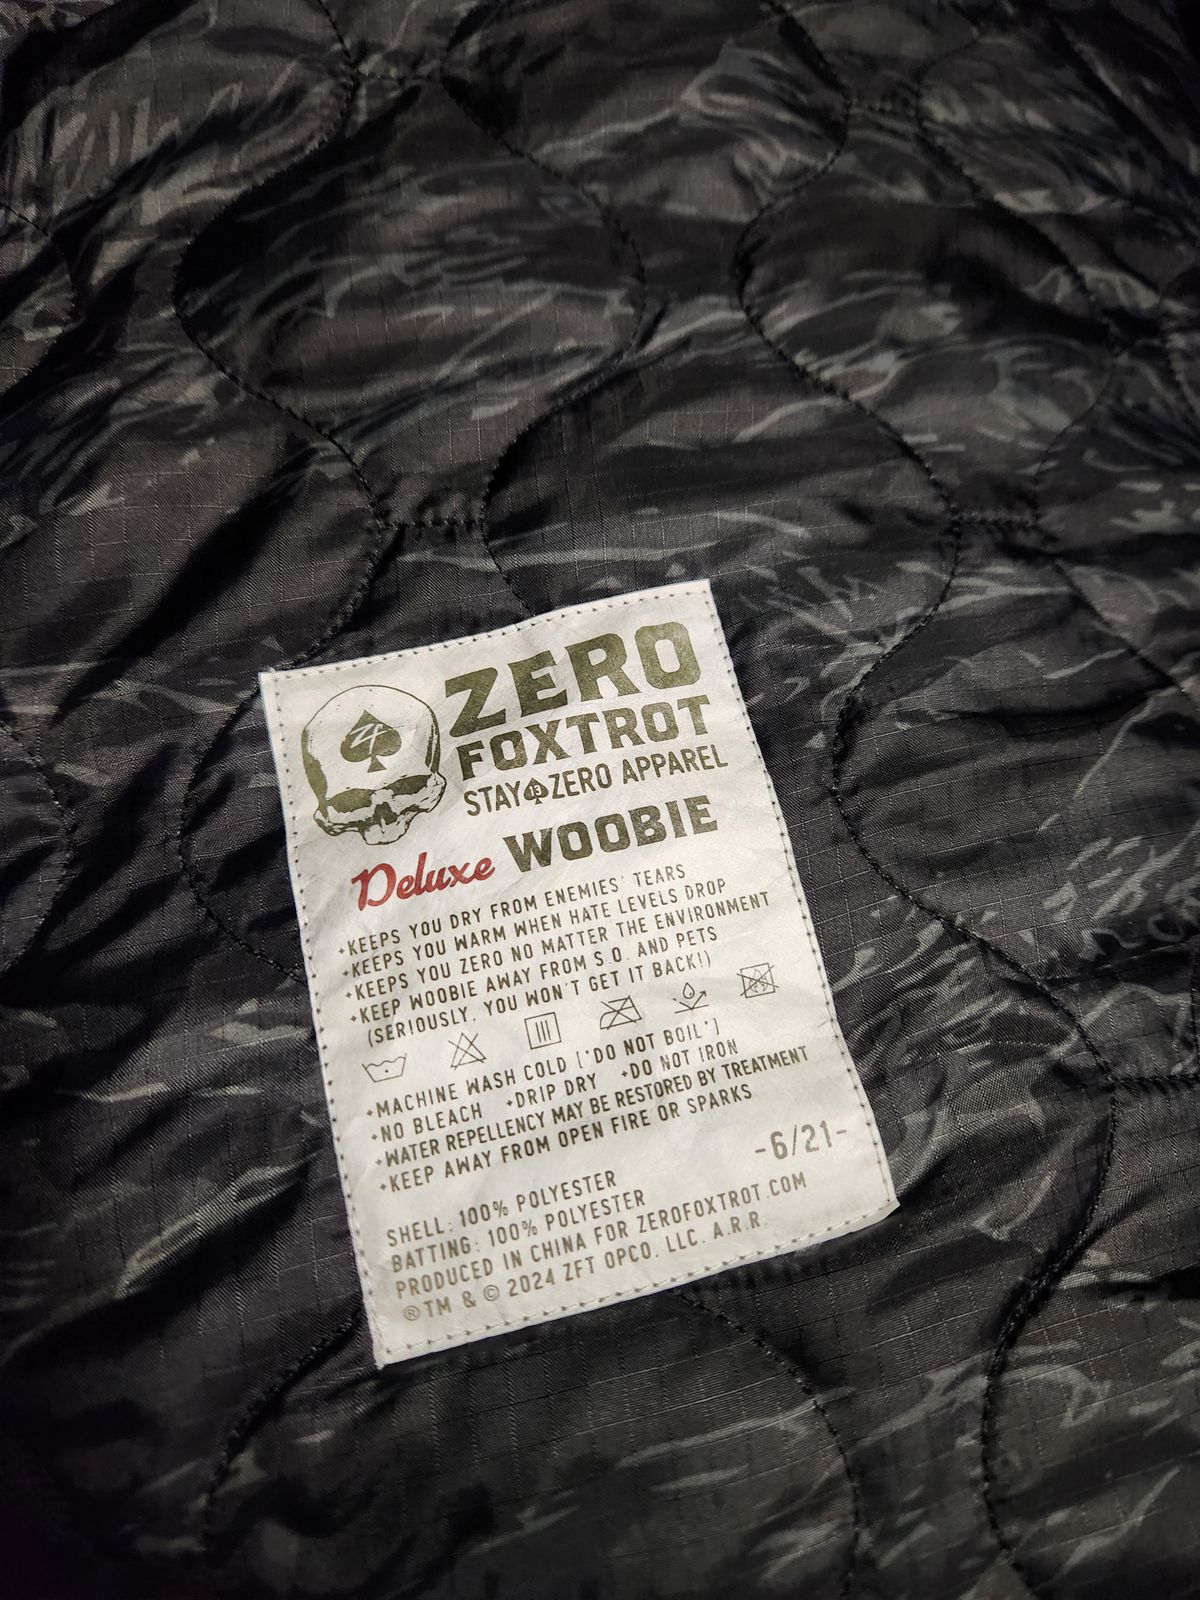 ZF
ZERO
FOXTROT
STAY 13 ZERO APPAREL
Deluxe WOOBIE
•KEEPS YOU DRY FROM ENEMIES' TEARS
•KEEPS YOU WARM WHEN HATE LEVELS DROP
•KEEPS YOU ZERO NO MATTER THE ENVIRONMENT
•KEEP WOOBIE AWAY FROM S.O. AND PETS
(SERIOUSLY, YOU WON'T GET IT BACK!)
•MACHINE WASH COLD [*DO NOT BOIL*]
•NO BLEACH •DRIP DRY •DO NOT IRON
•WATER REPELLENCY MAY BE RESTORED BY TREATMENT
•KEEP AWAY FROM OPEN FIRE OR SPARKS
-6/21-
SHELL: 100% POLYESTER
BATTING: 100% POLYESTER
PRODUCED IN CHINA FOR ZEROFOXTROT.COM
®TM & © 2024 ZFT OPCO. LLC. A.R.R.